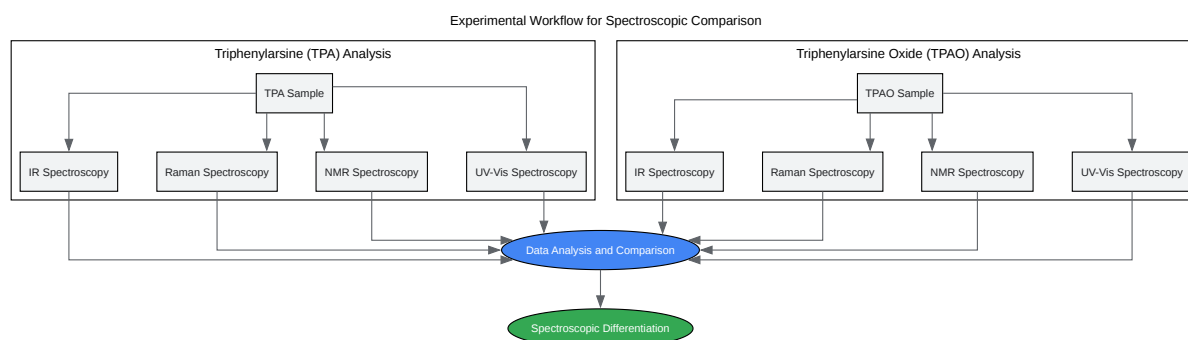 Experimental Workflow for Spectroscopic Comparison
Triphenylarsine (TPA) Analysis
TPA Sample
IR Spectroscopy
Raman Spectroscopy
NMR Spectroscopy
UV-Vis Spectroscopy
Triphenylarsine Oxide (TPAO) Analysis
TPAO Sample
IR Spectroscopy
Raman Spectroscopy
NMR Spectroscopy
UV-Vis Spectroscopy
Data Analysis and Comparison
Spectroscopic Differentiation